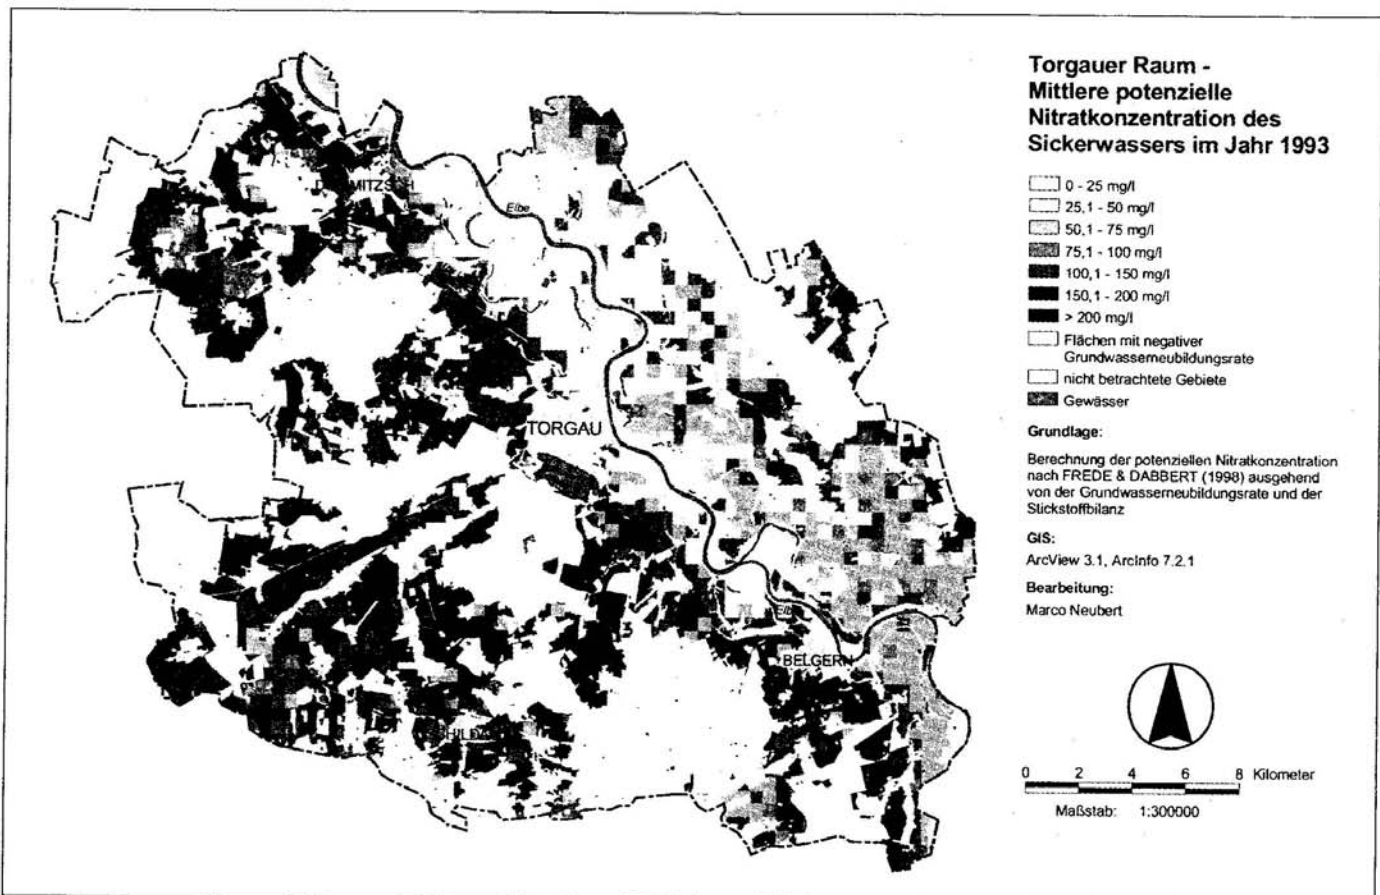 Torgauer Raum -
Mittlere potenzielle
Nitratkonzentration des
Sickerwassers im Jahr 1993
0 - 25 mg/l
25,1 - 50 mg/l
50,1 - 75 mg/l
75,1 - 100 mg/l
100,1 - 150 mg/l
150,1 - 200 mg/l
> 200 mg/l
Flächen mit negativer
Grundwasserneubildungsrate
nicht betrachtete Gebiete
Gewässer
Grundlage:
Berechnung der potenziellen Nitratkonzentration
nach FREDE & DABBERT (1998) ausgehend
von der Grundwasserneubildungsrate und der
Stickstoffbilanz
GIS:
ArcView 3.1, ArcInfo 7.2.1
Bearbeitung:
Marco Neubert
0 2 4 6 8 Kilometer
Maßstab: 1:300000
Elbe
TORGAU
BELGERN